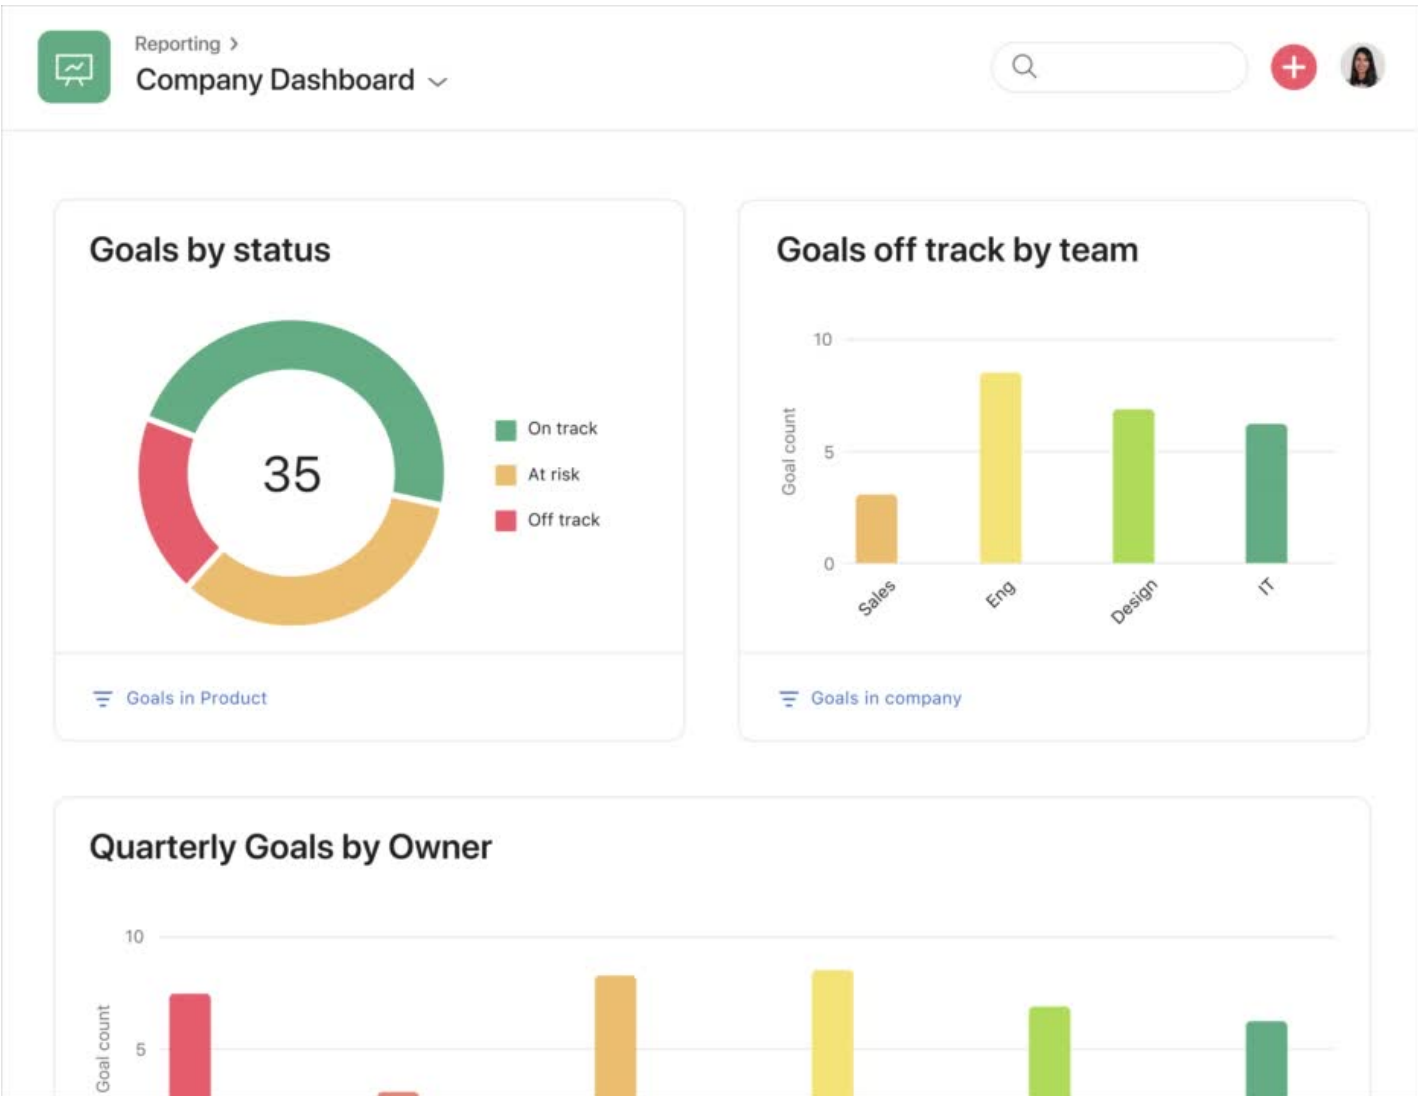 Reporting >
Company Dashboard
Goals by status
35
On track
At risk
Off track
Goals in Product
Goals off track by team
Goal count
10
5
0
Sales
Eng
Design
IT
Goals in company
Quarterly Goals by Owner
Goal count
10
5